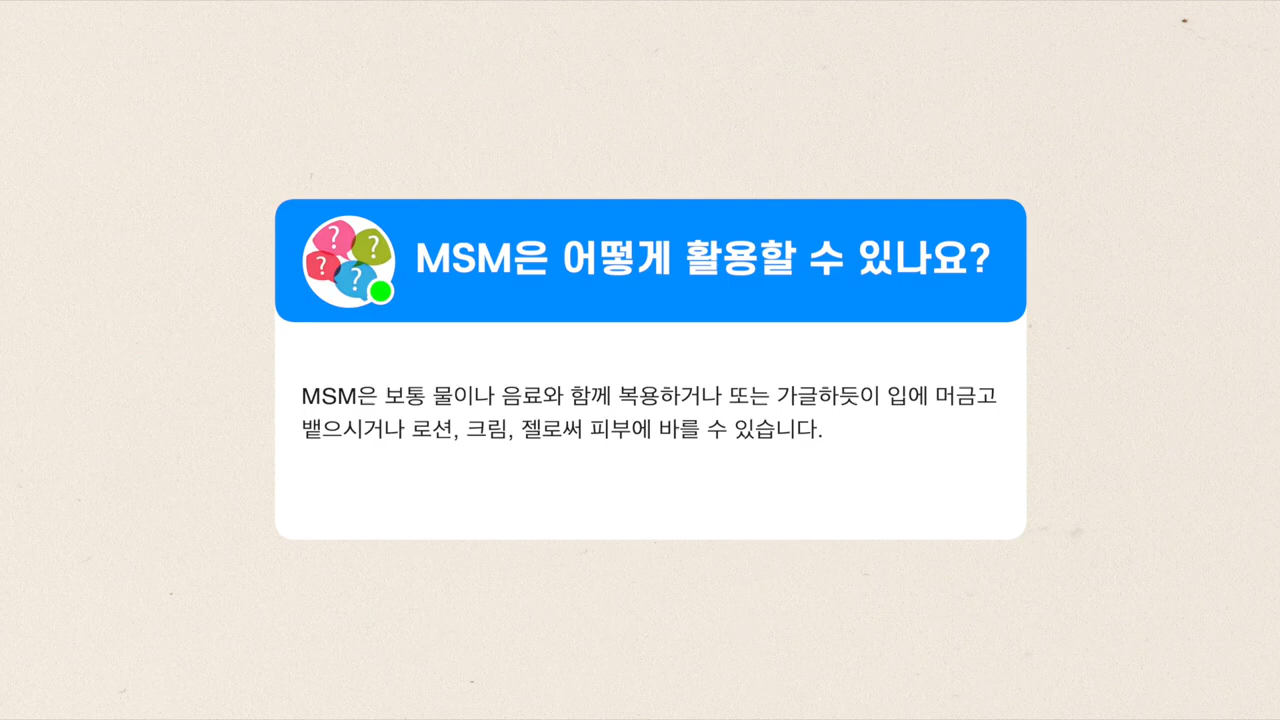 ? ? ? ?
MSM은 어떻게 활용할 수 있나요?
MSM은 보통 물이나 음료와 함께 복용하거나 또는 가글하듯이 입에 머금고
뱉으시거나 로션, 크림, 젤로써 피부에 바를 수 있습니다.